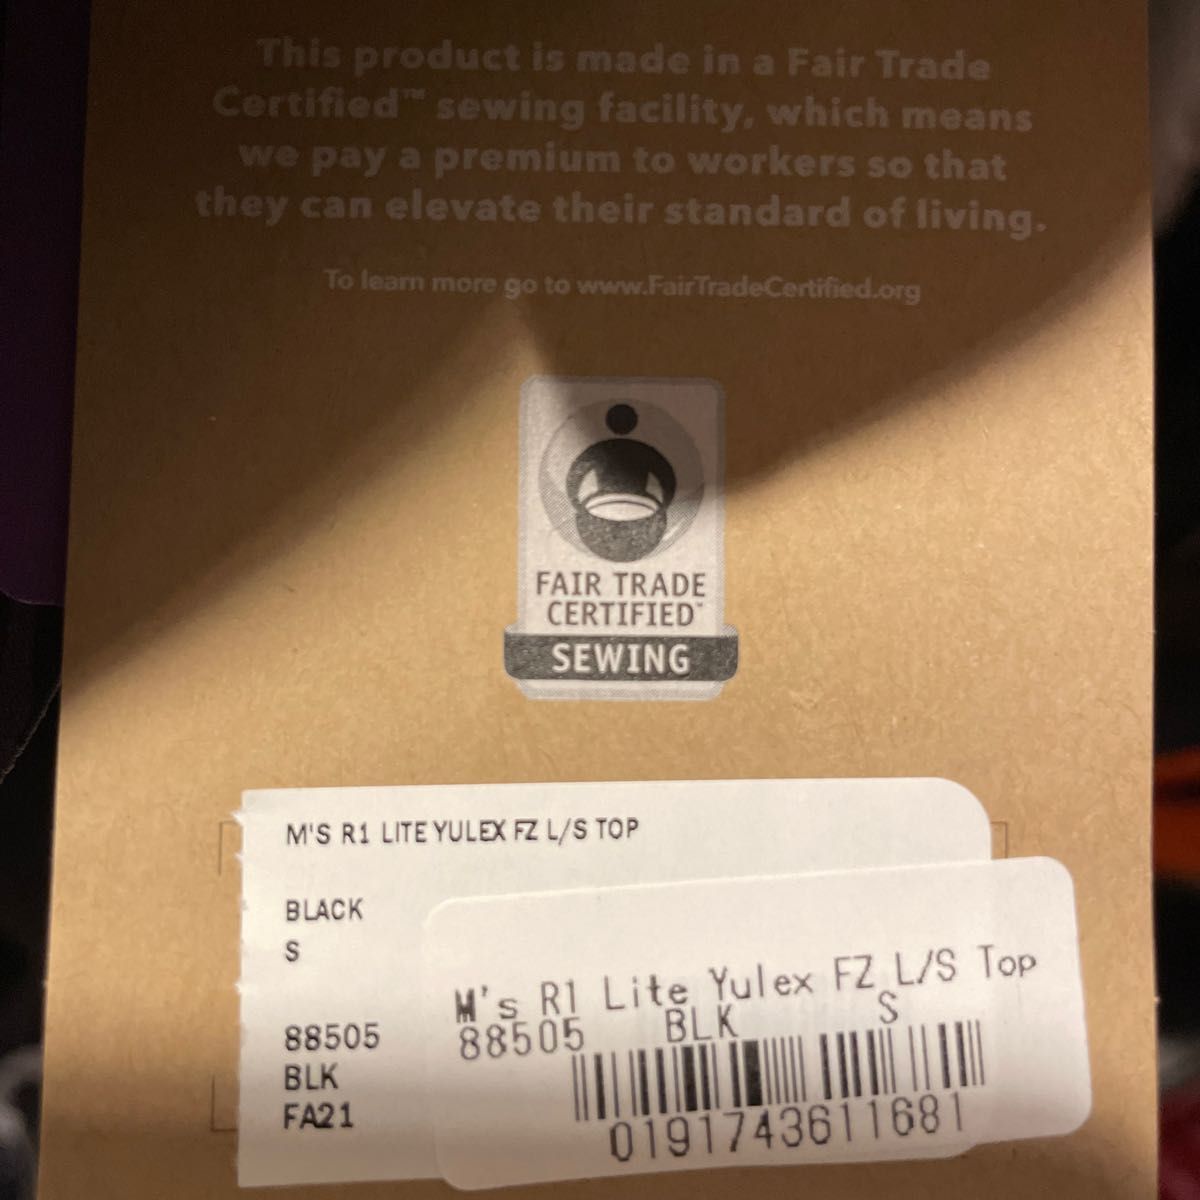 This product is made in a Fair Trade
Certified™ sewing facility, which means
we pay a premium to workers so that
they can elevate their standard of living.
To learn more go to www.FairTradeCertified.org
FAIR TRADE
CERTIFIED™
SEWING
M'S R1 LITE YULEX FZ L/S TOP
BLACK
S
88505
BLK
FA21
M's R1 Lite Yulex FZ L/S Top
88505 BLK S
0191743611681